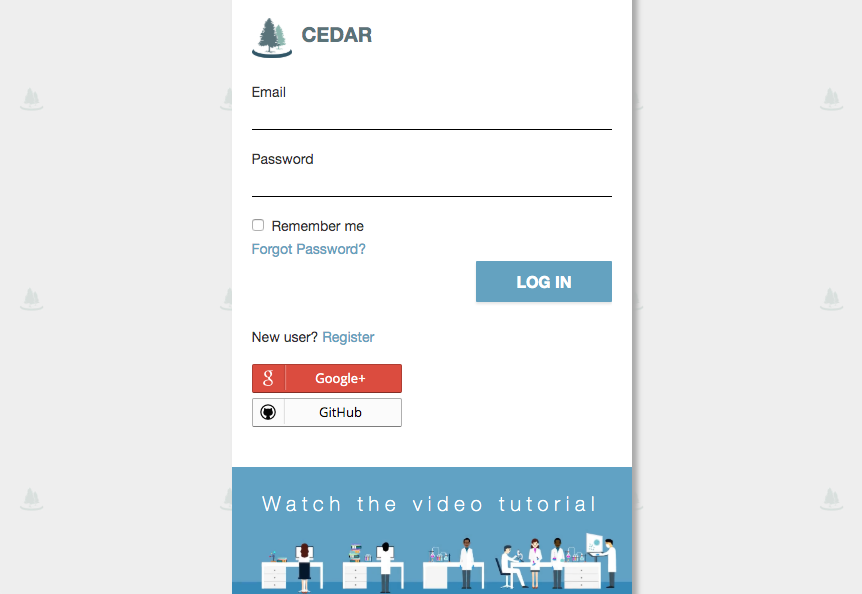 CEDAR
Email
Password
Remember me
Forgot Password?
LOG IN
New user? Register
Google+
GitHub
Watch the video tutorial